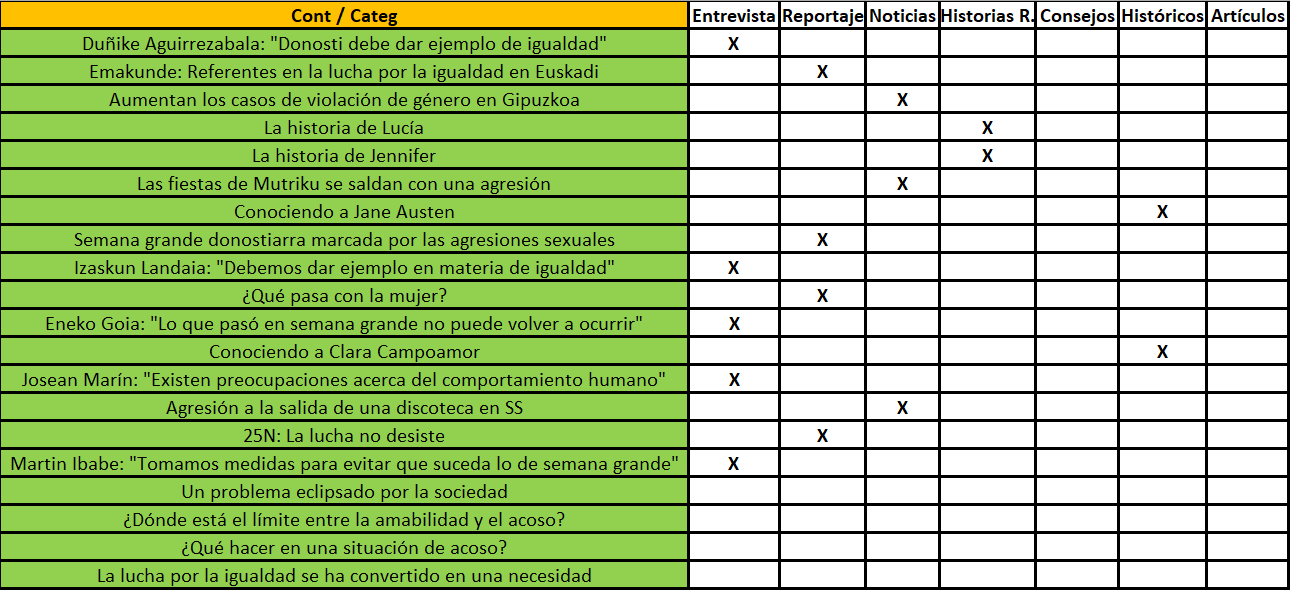 Cont / Categ Entrevista Reportaje Noticias Historias R. Consejos Históricos Artículos
Duñike Aguirrezabala: "Donosti debe dar ejemplo de igualdad" X
Emakunde: Referentes en la lucha por la igualdad en Euskadi X
Aumentan los casos de violación de género en Gipuzkoa X
La historia de Lucía X
La historia de Jennifer X
Las fiestas de Mutriku se saldan con una agresión X
Conociendo a Jane Austen X
Semana grande donostiarra marcada por las agresiones sexuales X
Izaskun Landaia: "Debemos dar ejemplo en materia de igualdad" X
¿Qué pasa con la mujer? X
Eneko Goia: "Lo que pasó en semana grande no puede volver a ocurrir" X
Conociendo a Clara Campoamor X
Josean Marín: "Existen preocupaciones acerca del comportamiento humano" X
Agresión a la salida de una discoteca en SS X
25N: La lucha no desiste X
Martin Ibabe: "Tomamos medidas para evitar que suceda lo de semana grande" X
Un problema eclipsado por la sociedad
¿Dónde está el límite entre la amabilidad y el acoso?
¿Qué hacer en una situación de acoso?
La lucha por la igualdad se ha convertido en una necesidad